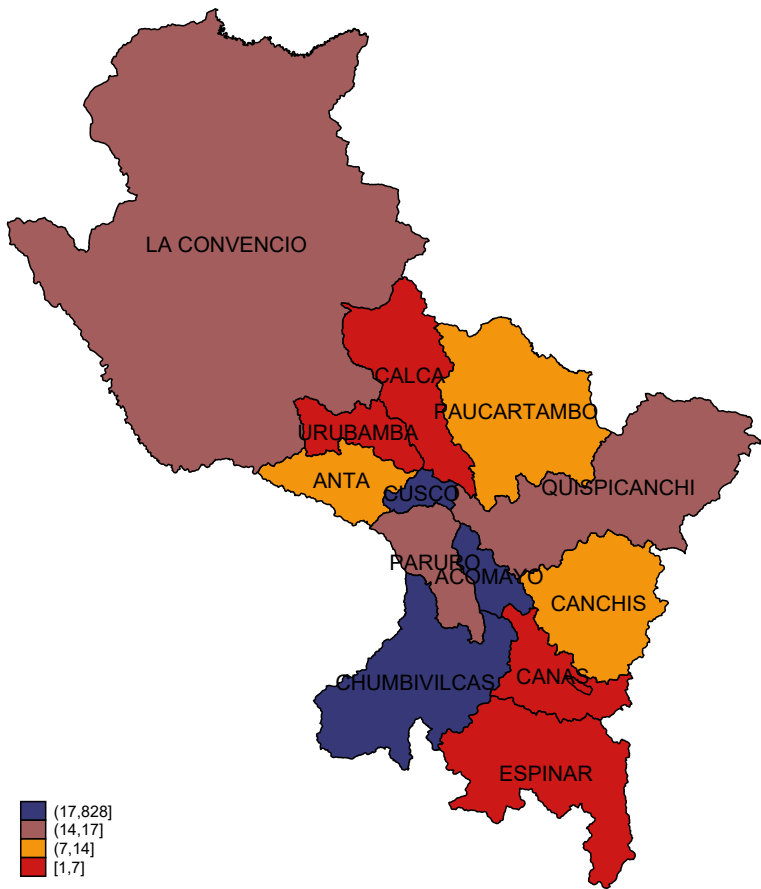 LA CONVENCIO
CALCA
PAUCARTAMBO
URUBAMBA
ANTA
CUSCO
QUISPICANCHI
PARURO
ACOMAYO
CANCHIS
CHUMBIVILCAS
CANAS
ESPINAR
(17,828]
(14,17]
(7,14]
[1,7]